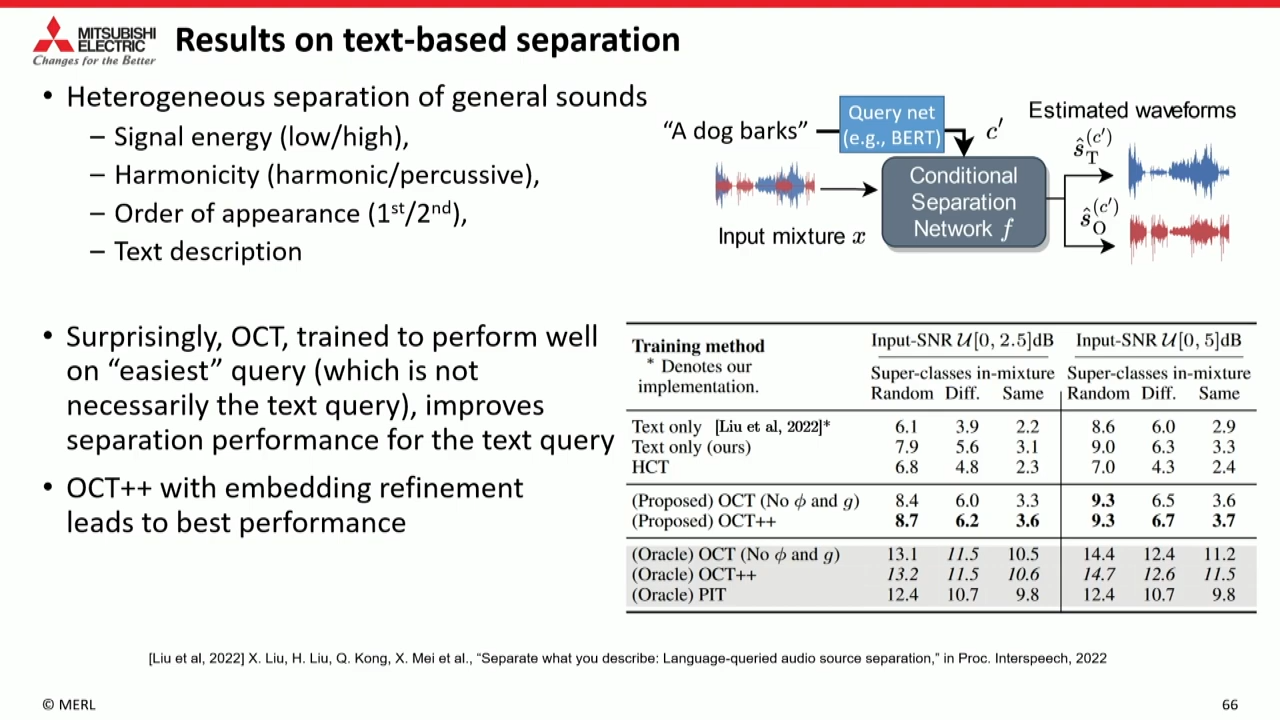 MITSUBISHI
ELECTRIC
Changes for the Better
Results on text-based separation
• Heterogeneous separation of general sounds
– Signal energy (low/high),
– Harmonicity (harmonic/percussive),
– Order of appearance (1st/2nd),
– Text description
“A dog barks”
Query net
(e.g., BERT)
c′
Estimated waveforms
Conditional
Separation
Network f
Input mixture x
ŝ_T^(c′)
ŝ_O^(c′)
• Surprisingly, OCT, trained to perform well
on “easiest” query (which is not
necessarily the text query), improves
separation performance for the text query
• OCT++ with embedding refinement
leads to best performance
Training method
* Denotes our
implementation.
Input-SNR 𝒰[0, 2.5]dB Input-SNR 𝒰[0, 5]dB
Super-classes in-mixture Super-classes in-mixture
Random Diff. Same Random Diff. Same
Text only [Liu et al, 2022]* 6.1 3.9 2.2 8.6 6.0 2.9
Text only (ours) 7.9 5.6 3.1 9.0 6.3 3.3
HCT 6.8 4.8 2.3 7.0 4.3 2.4
(Proposed) OCT (No ϕ and g) 8.4 6.0 3.3 9.3 6.5 3.6
(Proposed) OCT++ 8.7 6.2 3.6 9.3 6.7 3.7
(Oracle) OCT (No ϕ and g) 13.1 11.5 10.5 14.4 12.4 11.2
(Oracle) OCT++ 13.2 11.5 10.6 14.7 12.6 11.5
(Oracle) PIT 12.4 10.7 9.8 12.4 10.7 9.8
[Liu et al, 2022] X. Liu, H. Liu, Q. Kong, X. Mei et al., “Separate what you describe: Language-queried audio source separation,” in Proc. Interspeech, 2022
© MERL
66